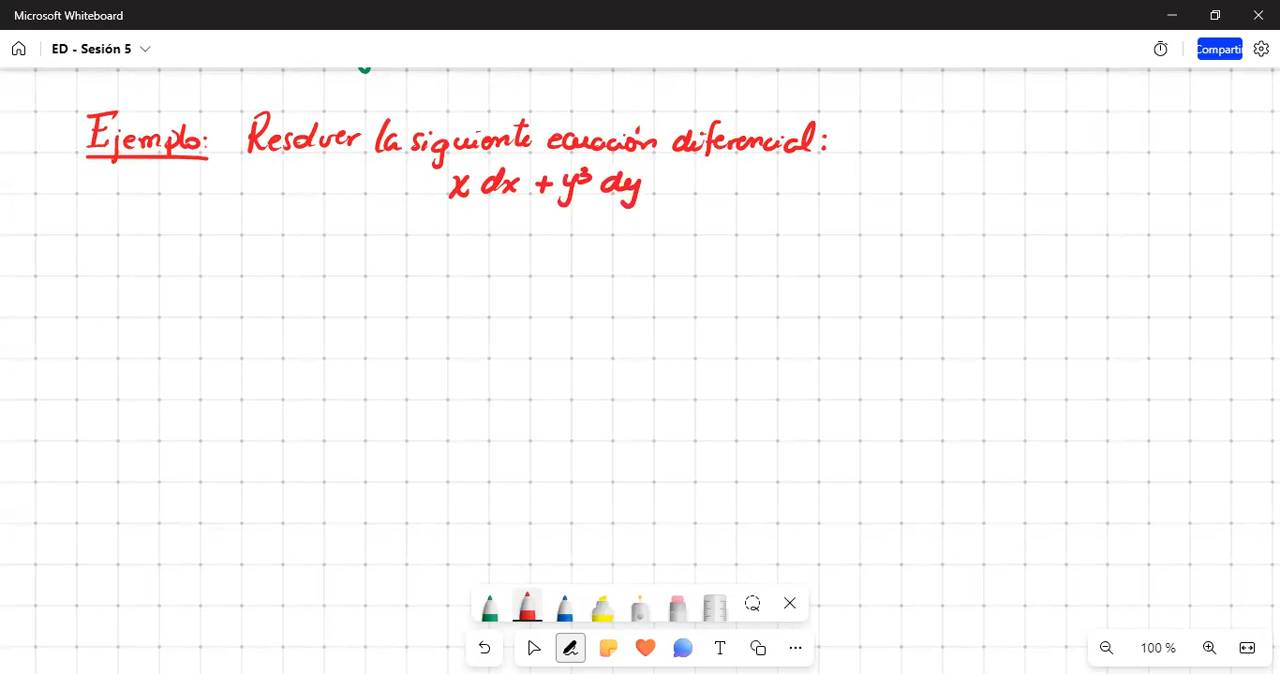 Microsoft Whiteboard
ED - Sesión 5
Comparti
Ejemplo: Resolver la siguiente ecuación diferencial:
x dx + y³ dy
T
100 %